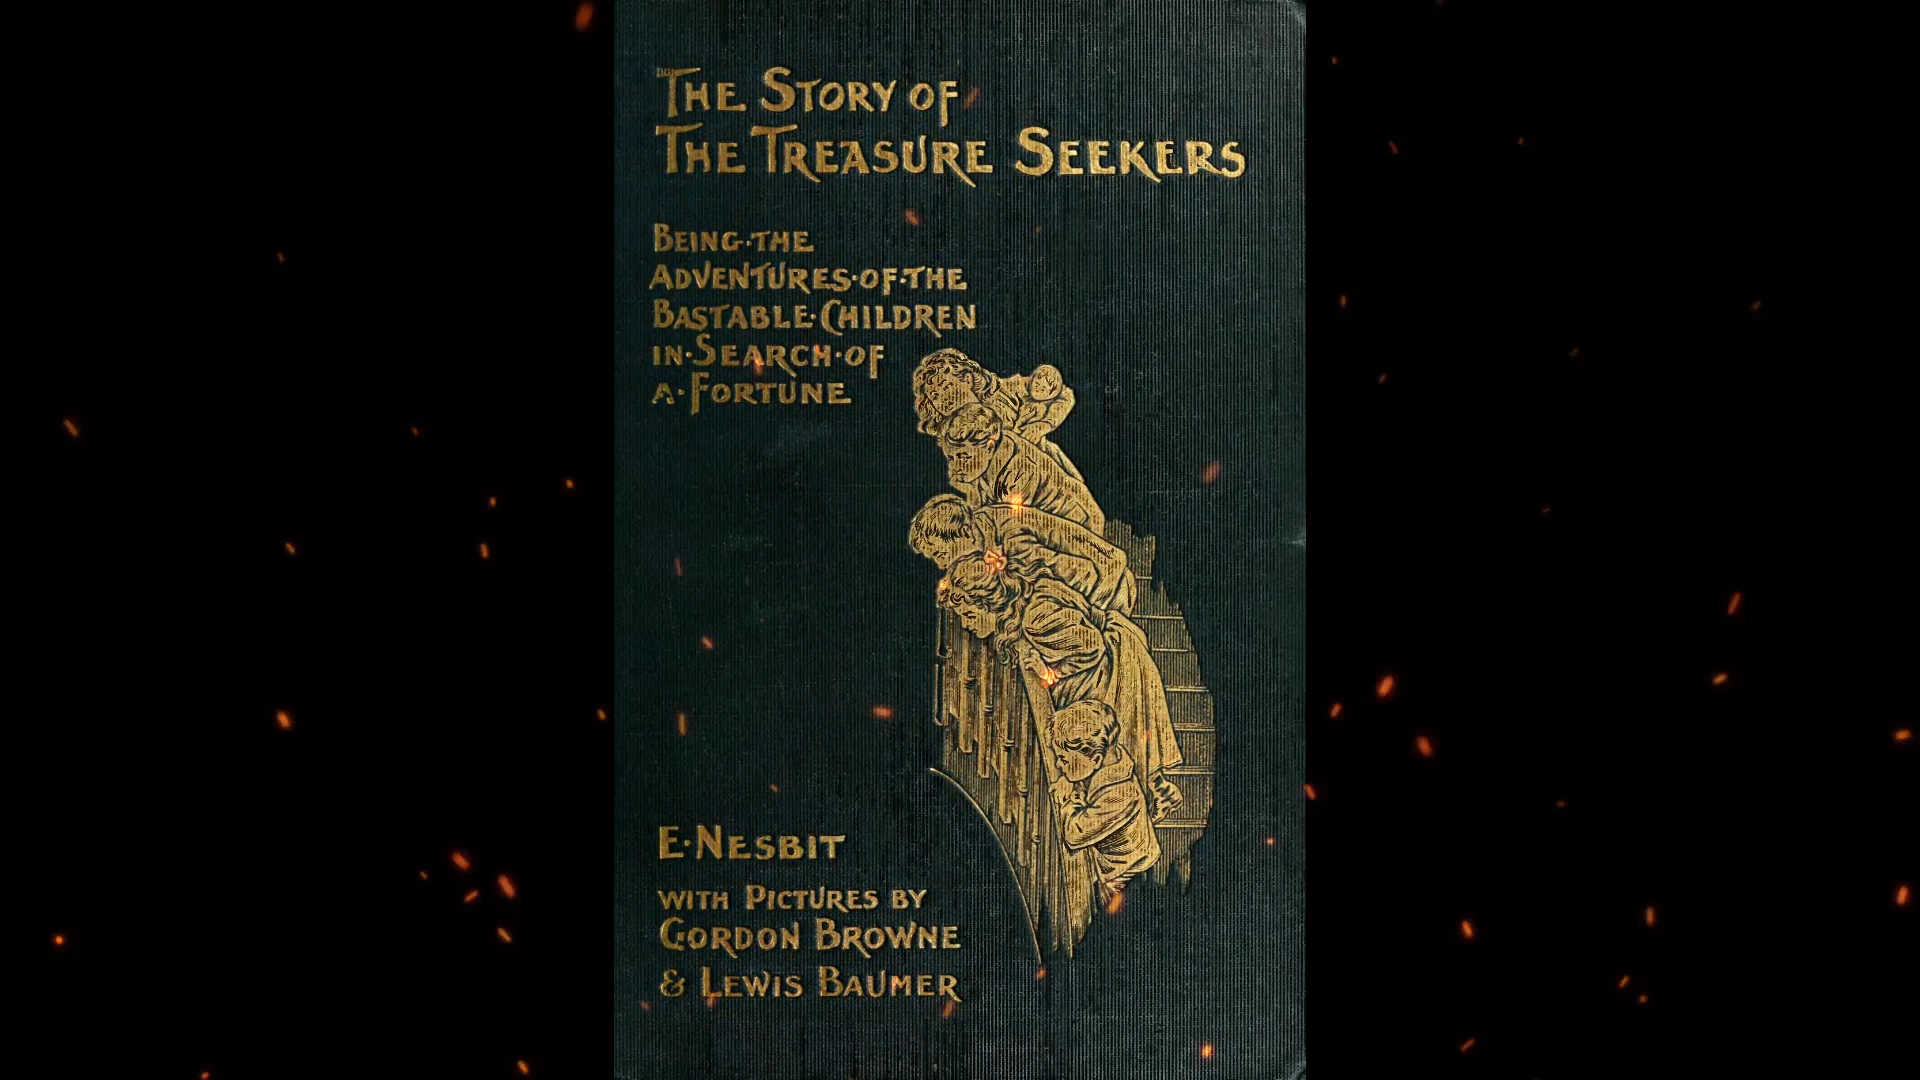 The Story of
The Treasure Seekers
Being·the
Adventures·of·the
Bastable·Children
in·Search·of
a·Fortune
E·Nesbit
with Pictures by
Gordon Browne
& Lewis Baumer